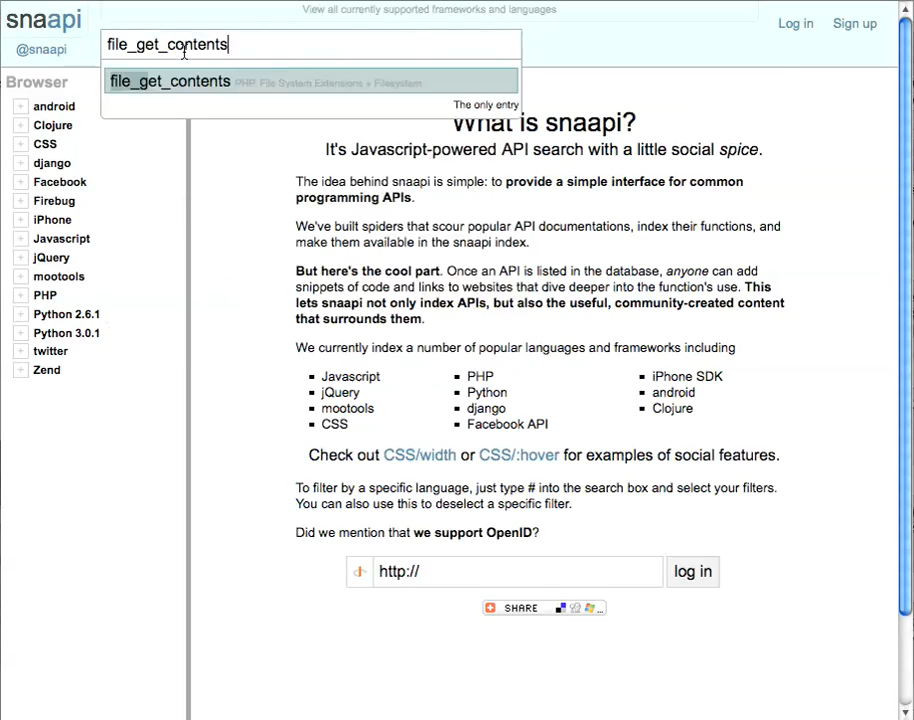 View all currently supported frameworks and languages
snaapi
@snaapi
Log in
Sign up
file_get_contents
file_get_contents PHP: File System Extensions » Filesystem
The only entry
Browser
android
Clojure
CSS
django
Facebook
Firebug
iPhone
Javascript
jQuery
mootools
PHP
Python 2.6.1
Python 3.0.1
twitter
Zend
What is snaapi?
It's Javascript-powered API search with a little social spice.
The idea behind snaapi is simple: to provide a simple interface for common
programming APIs.
We've built spiders that scour popular API documentations, index their functions, and
make them available in the snaapi index.
But here's the cool part. Once an API is listed in the database, anyone can add
snippets of code and links to websites that dive deeper into the function's use. This
lets snaapi not only index APIs, but also the useful, community-created content
that surrounds them.
We currently index a number of popular languages and frameworks including
Javascript
jQuery
mootools
CSS
PHP
Python
django
Facebook API
iPhone SDK
android
Clojure
Check out CSS/width or CSS/:hover for examples of social features.
To filter by a specific language, just type # into the search box and select your filters.
You can also use this to deselect a specific filter.
Did we mention that we support OpenID?
http://
log in
SHARE